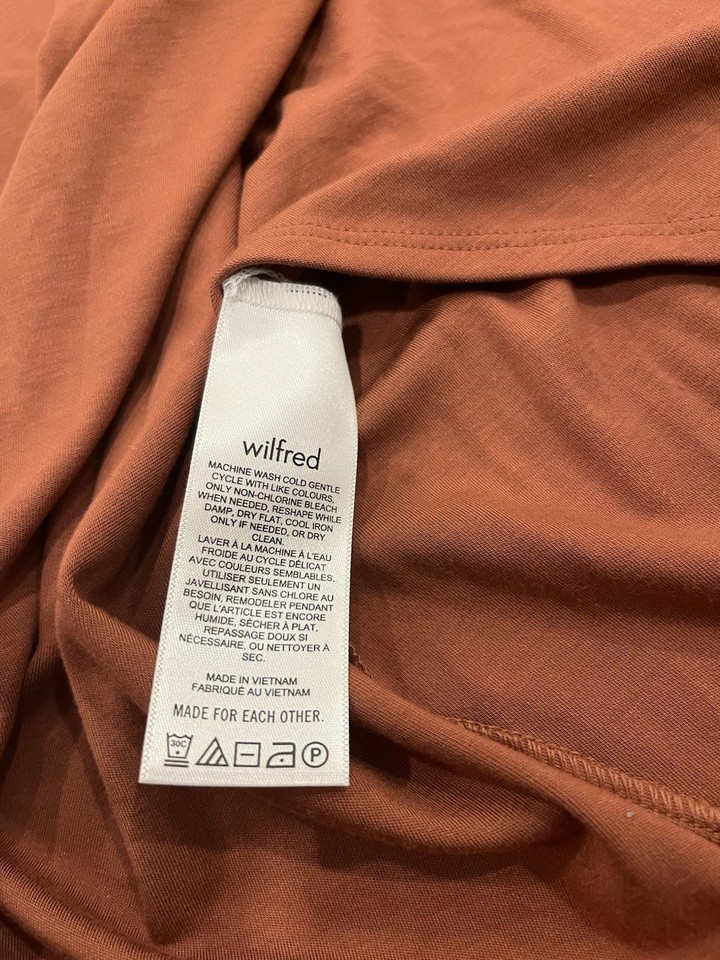 wilfred
MACHINE WASH COLD GENTLE
CYCLE WITH LIKE COLOURS,
ONLY NON-CHLORINE BLEACH
WHEN NEEDED, RESHAPE WHILE
DAMP, DRY FLAT, COOL IRON
ONLY IF NEEDED, OR DRY
CLEAN.
LAVER À LA MACHINE À L'EAU
FROIDE AU CYCLE DÉLICAT
AVEC COULEURS SEMBLABLES,
UTILISER SEULEMENT UN
JAVELLISANT SANS CHLORE AU
BESOIN, REMODELER PENDANT
QUE L'ARTICLE EST ENCORE
HUMIDE, SÉCHER À PLAT,
REPASSAGE DOUX SI
NÉCESSAIRE, OU NETTOYER À
SEC.
MADE IN VIETNAM
FABRIQUÉ AU VIETNAM
MADE FOR EACH OTHER.
30C P